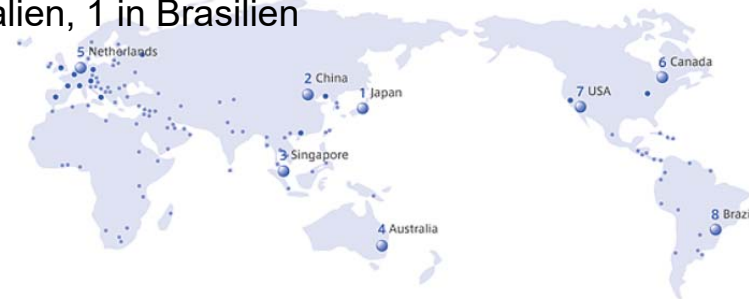 alien, 1 in Brasilien
5 Netherlands
6 Canada
2 China
7 USA
1 Japan
3 Singapore
8 Brazi
4 Australia